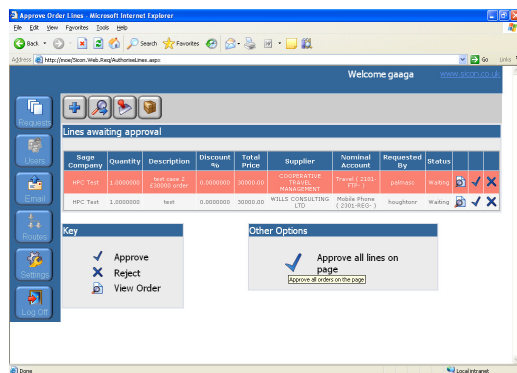 Approve Order Lines - Microsoft Internet Explorer
File Edit View Favorites Tools Help
Back Search Favorites
Address http://moe/Sicon.Web.Req/AuthoriseLines.aspx Go Links
Welcome gaaga www.sicon.co.uk
Requests
Users
Email
Routes
Settings
Log Off
Lines awaiting approval
Sage Company Quantity Description Discount % Total Price Supplier Nominal Account Requested By Status
HPC Test 1.0000000 test case 2 £30000 order 0.0000000 30000.00 COOPERATIVE TRAVEL MANAGEMENT Travel ( 2101-FTP- ) palmass Waiting
HPC Test 1.0000000 test 0.0000000 30000.00 WILLS CONSULTING LTD Mobile Phone ( 2301-REG- ) houghtonr Waiting
Key
Approve
Reject
View Order
Other Options
Approve all lines on
page
Approve all orders on the page
Done Local intranet